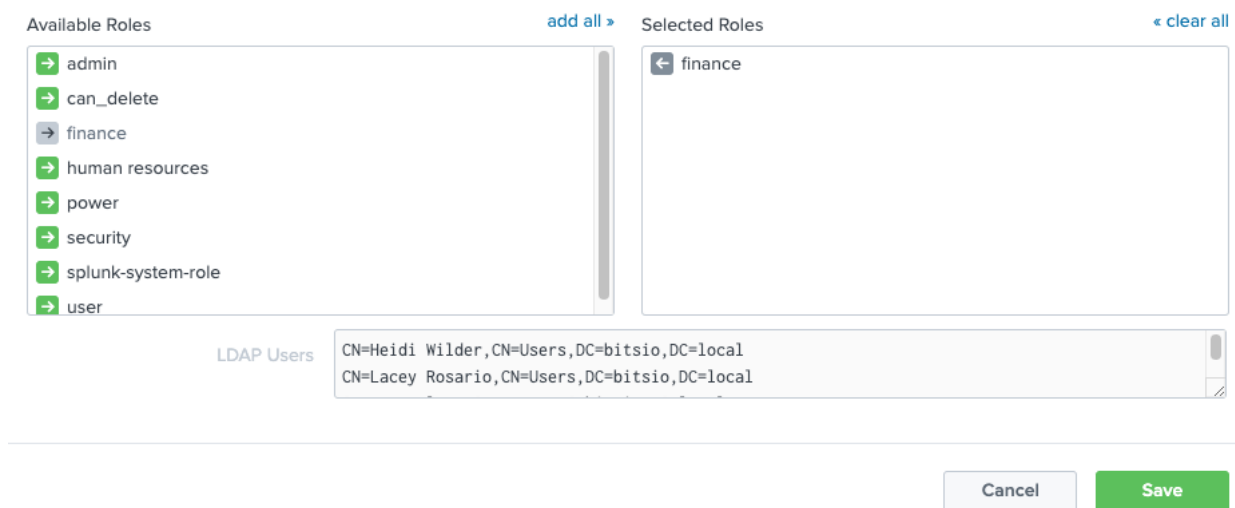 Available Roles
add all »
Selected Roles
« clear all
admin
can_delete
finance
human resources
power
security
splunk-system-role
user
finance
LDAP Users
CN=Heidi Wilder,CN=Users,DC=bitsio,DC=local
CN=Lacey Rosario,CN=Users,DC=bitsio,DC=local
Cancel
Save